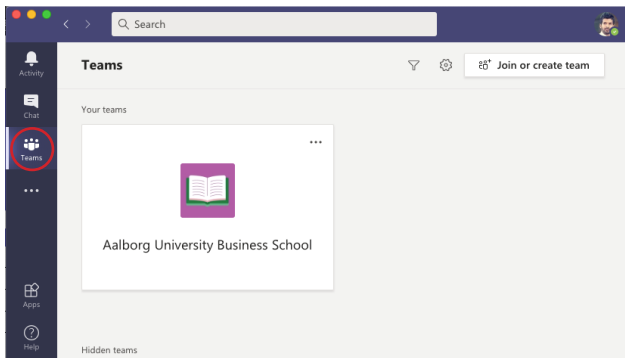 Search
Activity
Teams
Join or create team
Chat
Your teams
Teams
Aalborg University Business School
Apps
Help
Hidden teams